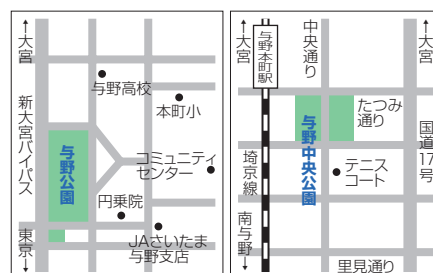 ←大宮
与野高校
本町小
新大宮バイパス
与野公園
コミュニティ
センター
円乗院
JAさいたま
与野支店
東京→
←大宮
与野本町駅
中央通り
←大宮
たつみ
通り
与野中央公園
国道17号
埼京線
テニス
コート
南与野→
里見通り